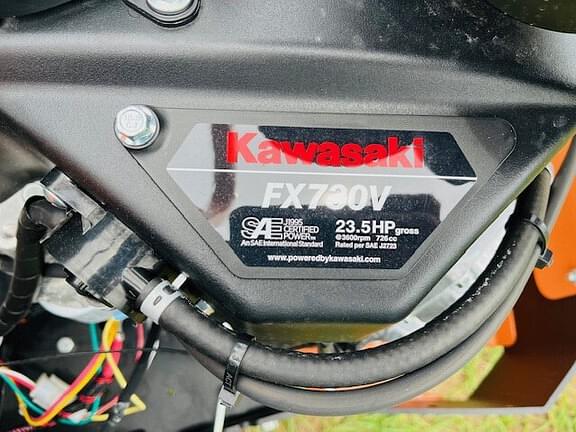 Kawasaki
FX730V
SAE J1995
CERTIFIED
POWER™
An SAE International Standard
23.5HP gross
@3600rpm 726cc
Rated per SAE J2723
www.poweredbykawasaki.com